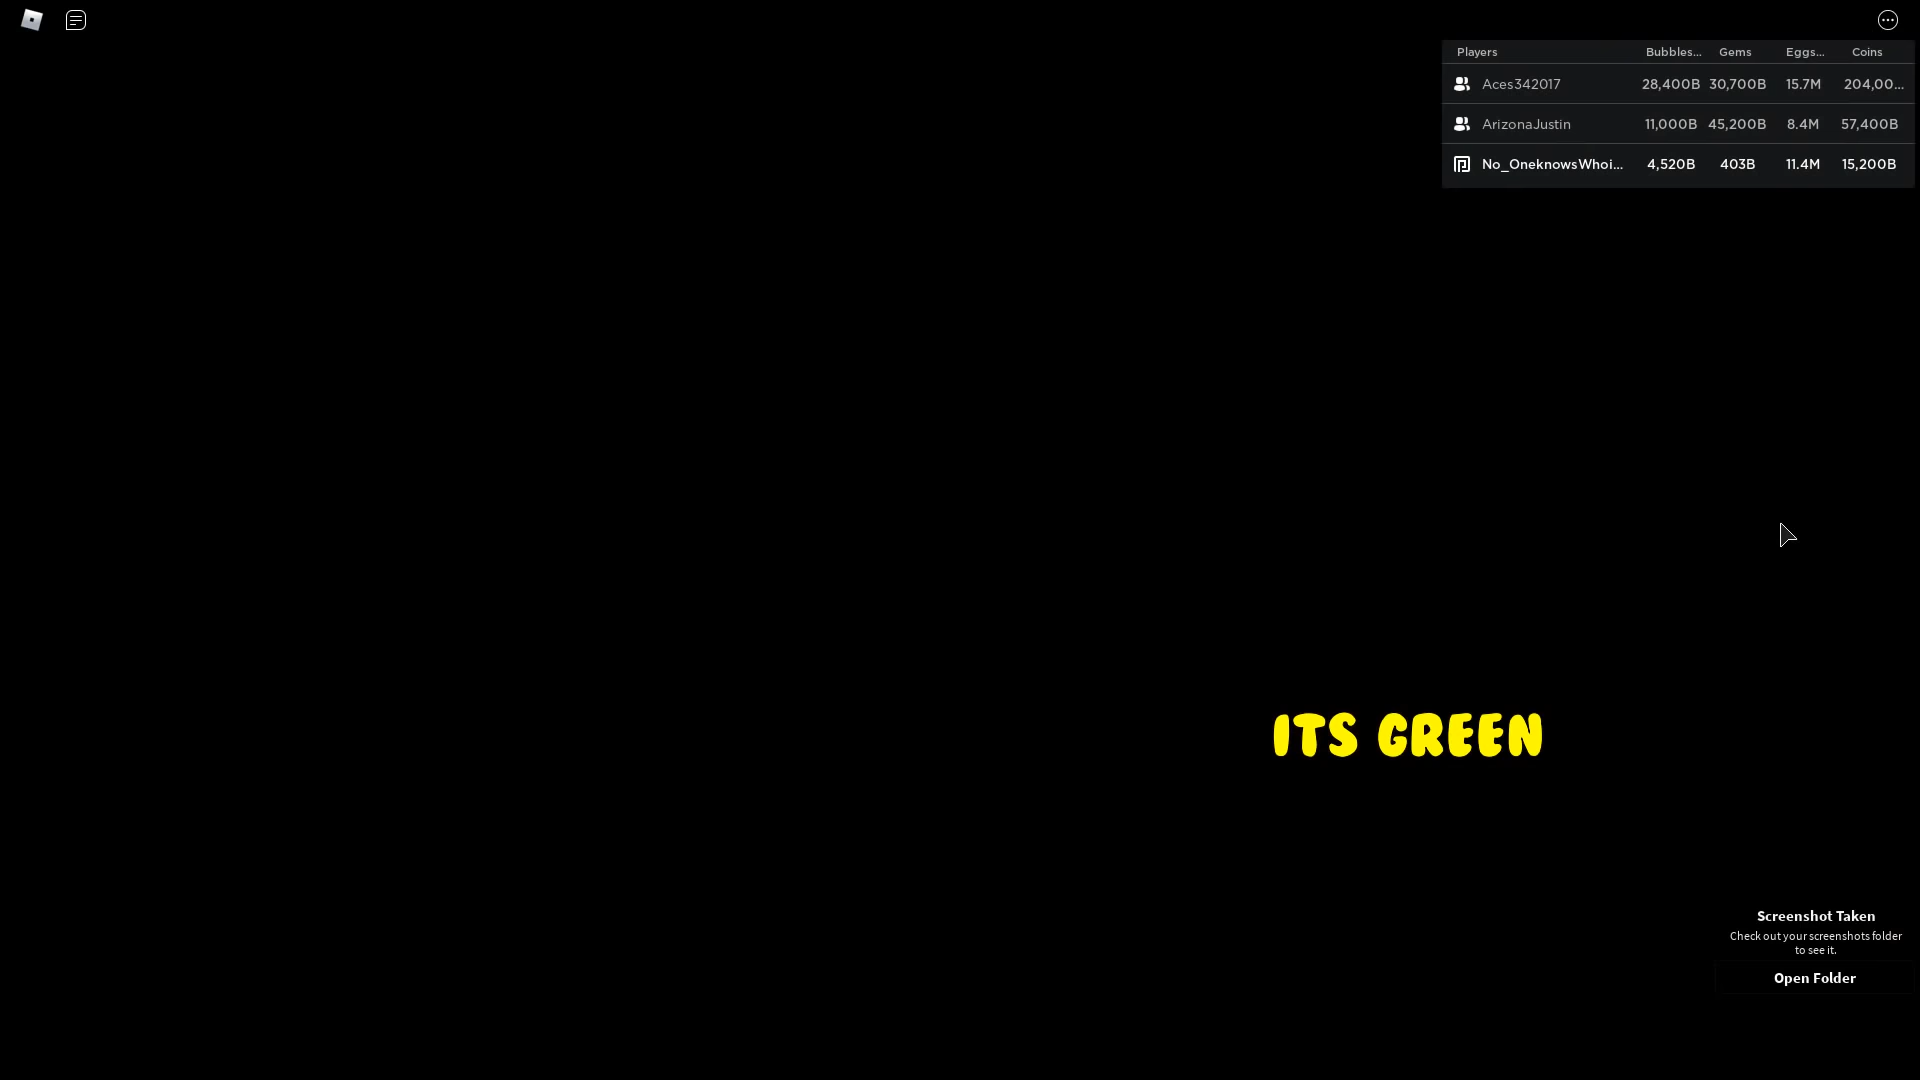 Players Bubbles... Gems Eggs... Coins
Aces342017 28,400B 30,700B 15.7M 204,00...
ArizonaJustin 11,000B 45,200B 8.4M 57,400B
No_OneknowsWhoi... 4,520B 403B 11.4M 15,200B
ITS GREEN
Screenshot Taken
Check out your screenshots folder
to see it.
Open Folder